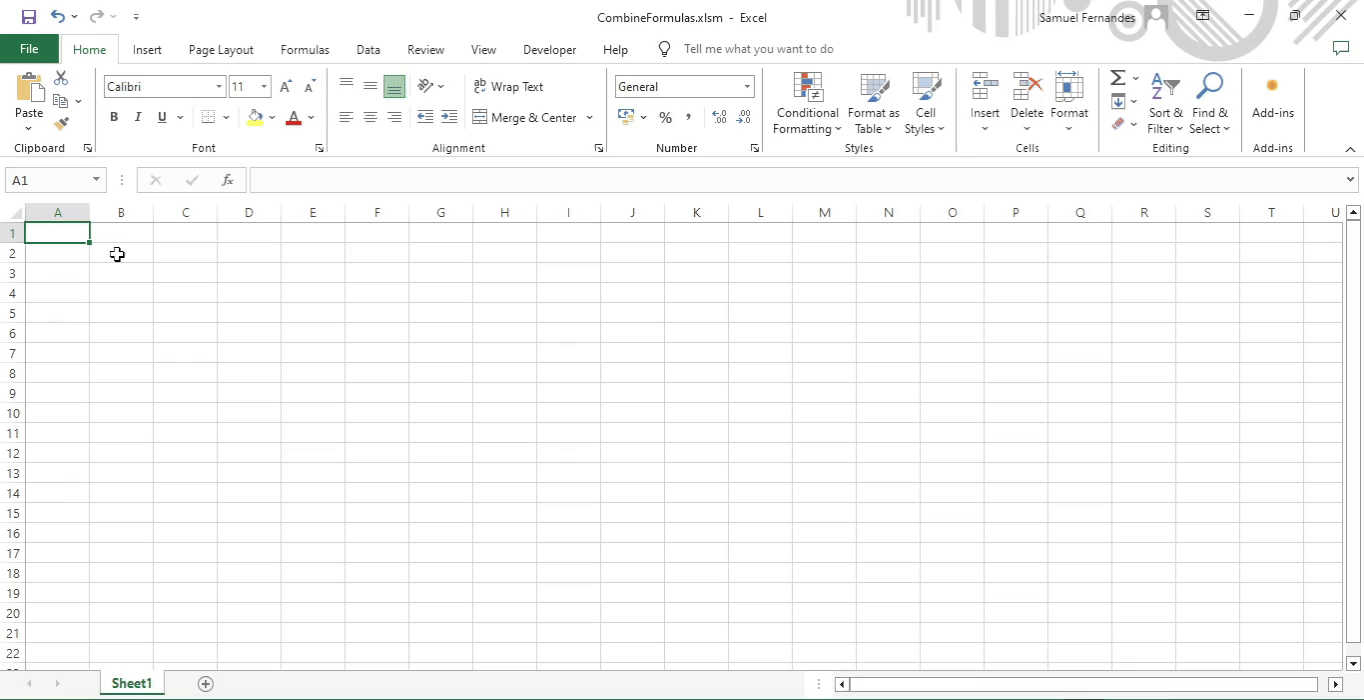 CombineFormulas.xlsm - Excel
Samuel Fernandes
File Home Insert Page Layout Formulas Data Review View Developer Help Tell me what you want to do
Calibri 11
Wrap Text
General
Paste
B I U
A
Merge & Center
% ,
Conditional Formatting
Format as Table
Cell Styles
Insert Delete Format
Sort & Filter
Find & Select
Add-ins
Clipboard Font Alignment Number Styles Cells Editing Add-ins
A1
fx
A B C D E F G H I J K L M N O P Q R S T U
1
2
3
4
5
6
7
8
9
10
11
12
13
14
15
16
17
18
19
20
21
22
Sheet1